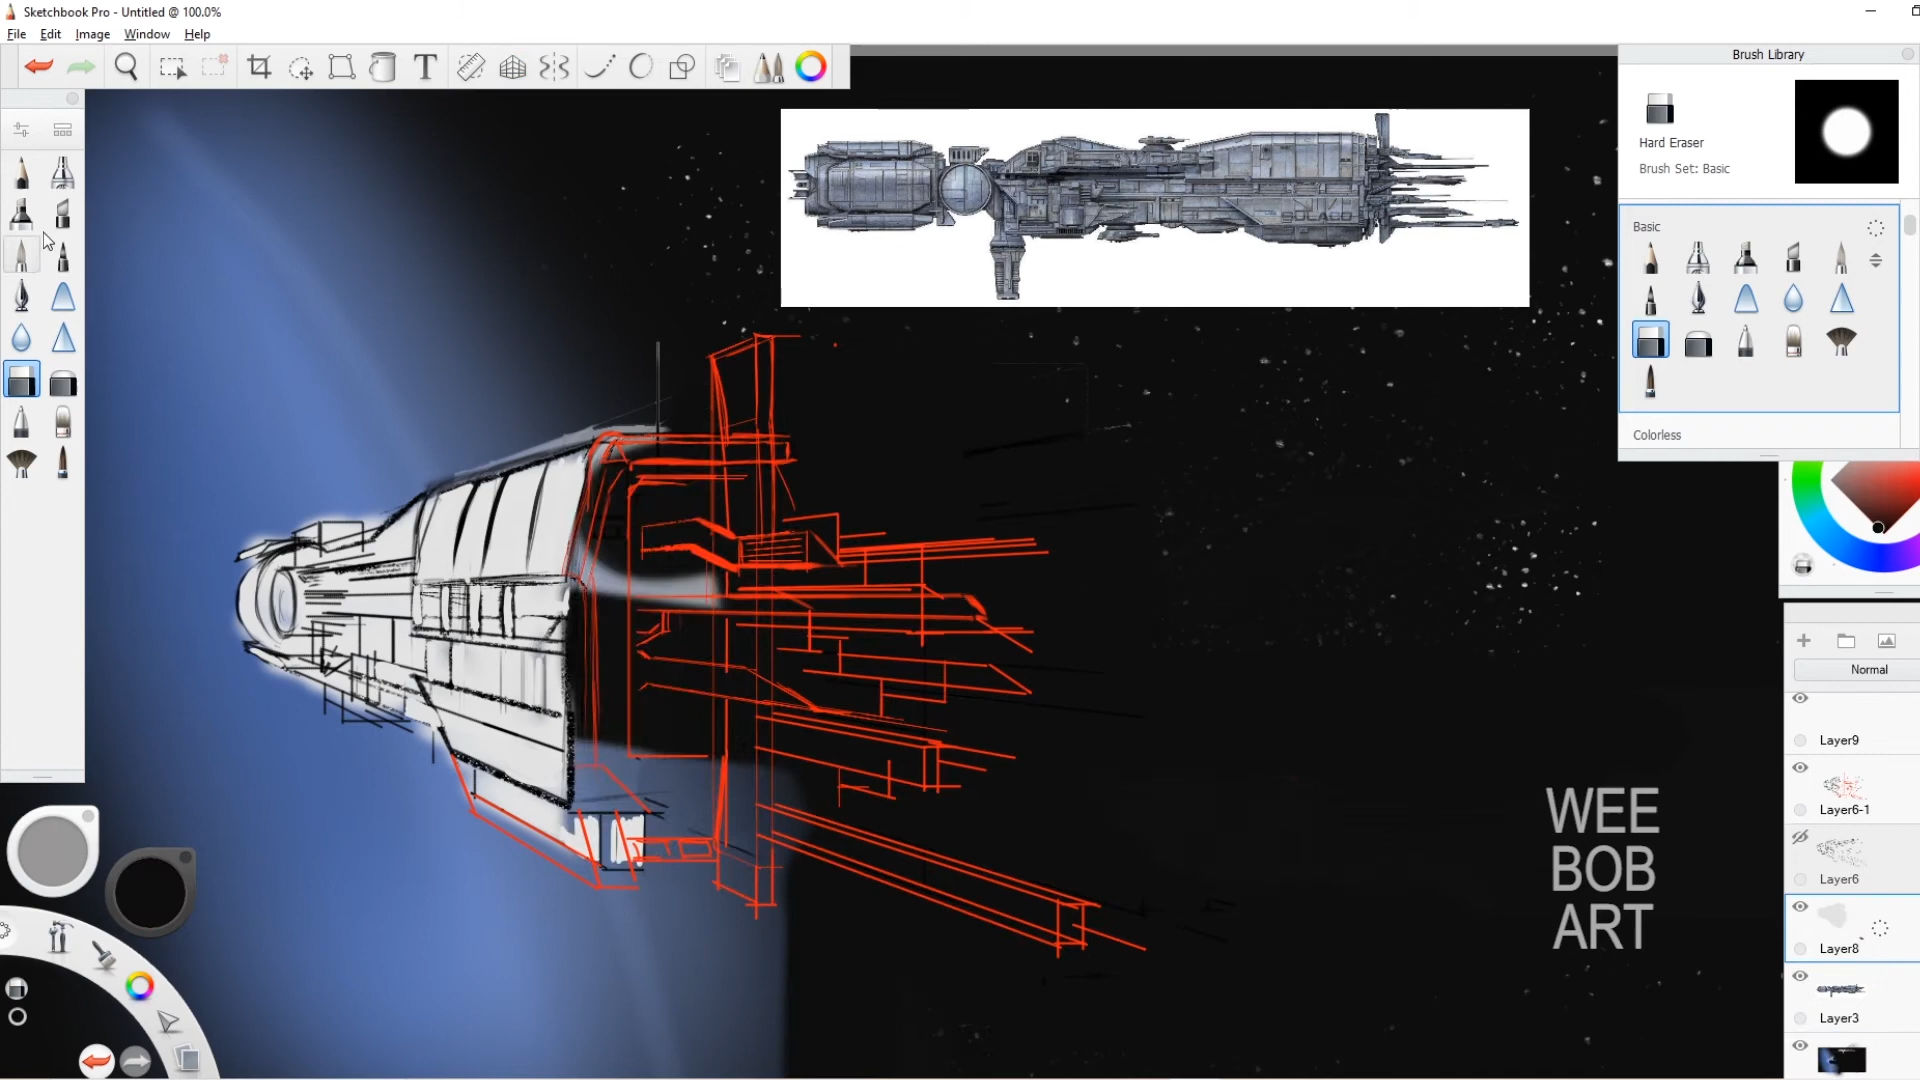 Sketchbook Pro - Untitled @ 100.0%
File Edit Image Window Help
Brush Library
Hard Eraser
Brush Set: Basic
Basic
Colorless
SULACO
Normal
Layer9
Layer6-1
Layer6
Layer8
Layer3
WEE
BOB
ART